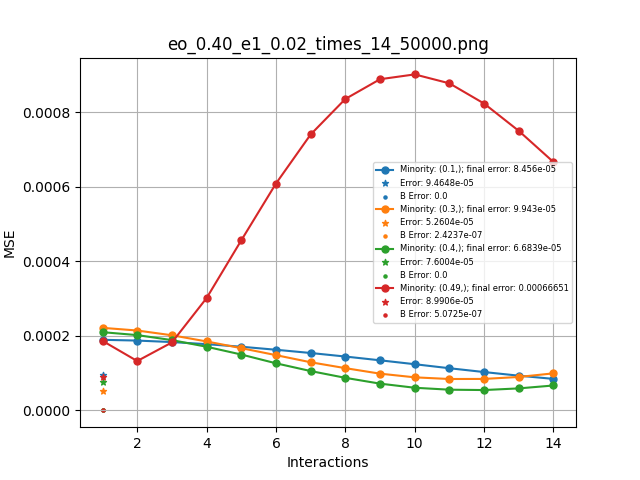 eo_0.40_e1_0.02_times_14_50000.png
MSE
0.0008
0.0006
0.0004
0.0002
0.0000
Minority: (0.1,); final error: 8.456e-05
Error: 9.4648e-05
B Error: 0.0
Minority: (0.3,); final error: 9.943e-05
Error: 5.2604e-05
B Error: 2.4237e-07
Minority: (0.4,); final error: 6.6839e-05
Error: 7.6004e-05
B Error: 0.0
Minority: (0.49,); final error: 0.00066651
Error: 8.9906e-05
B Error: 5.0725e-07
2 4 6 8 10 12 14
Interactions